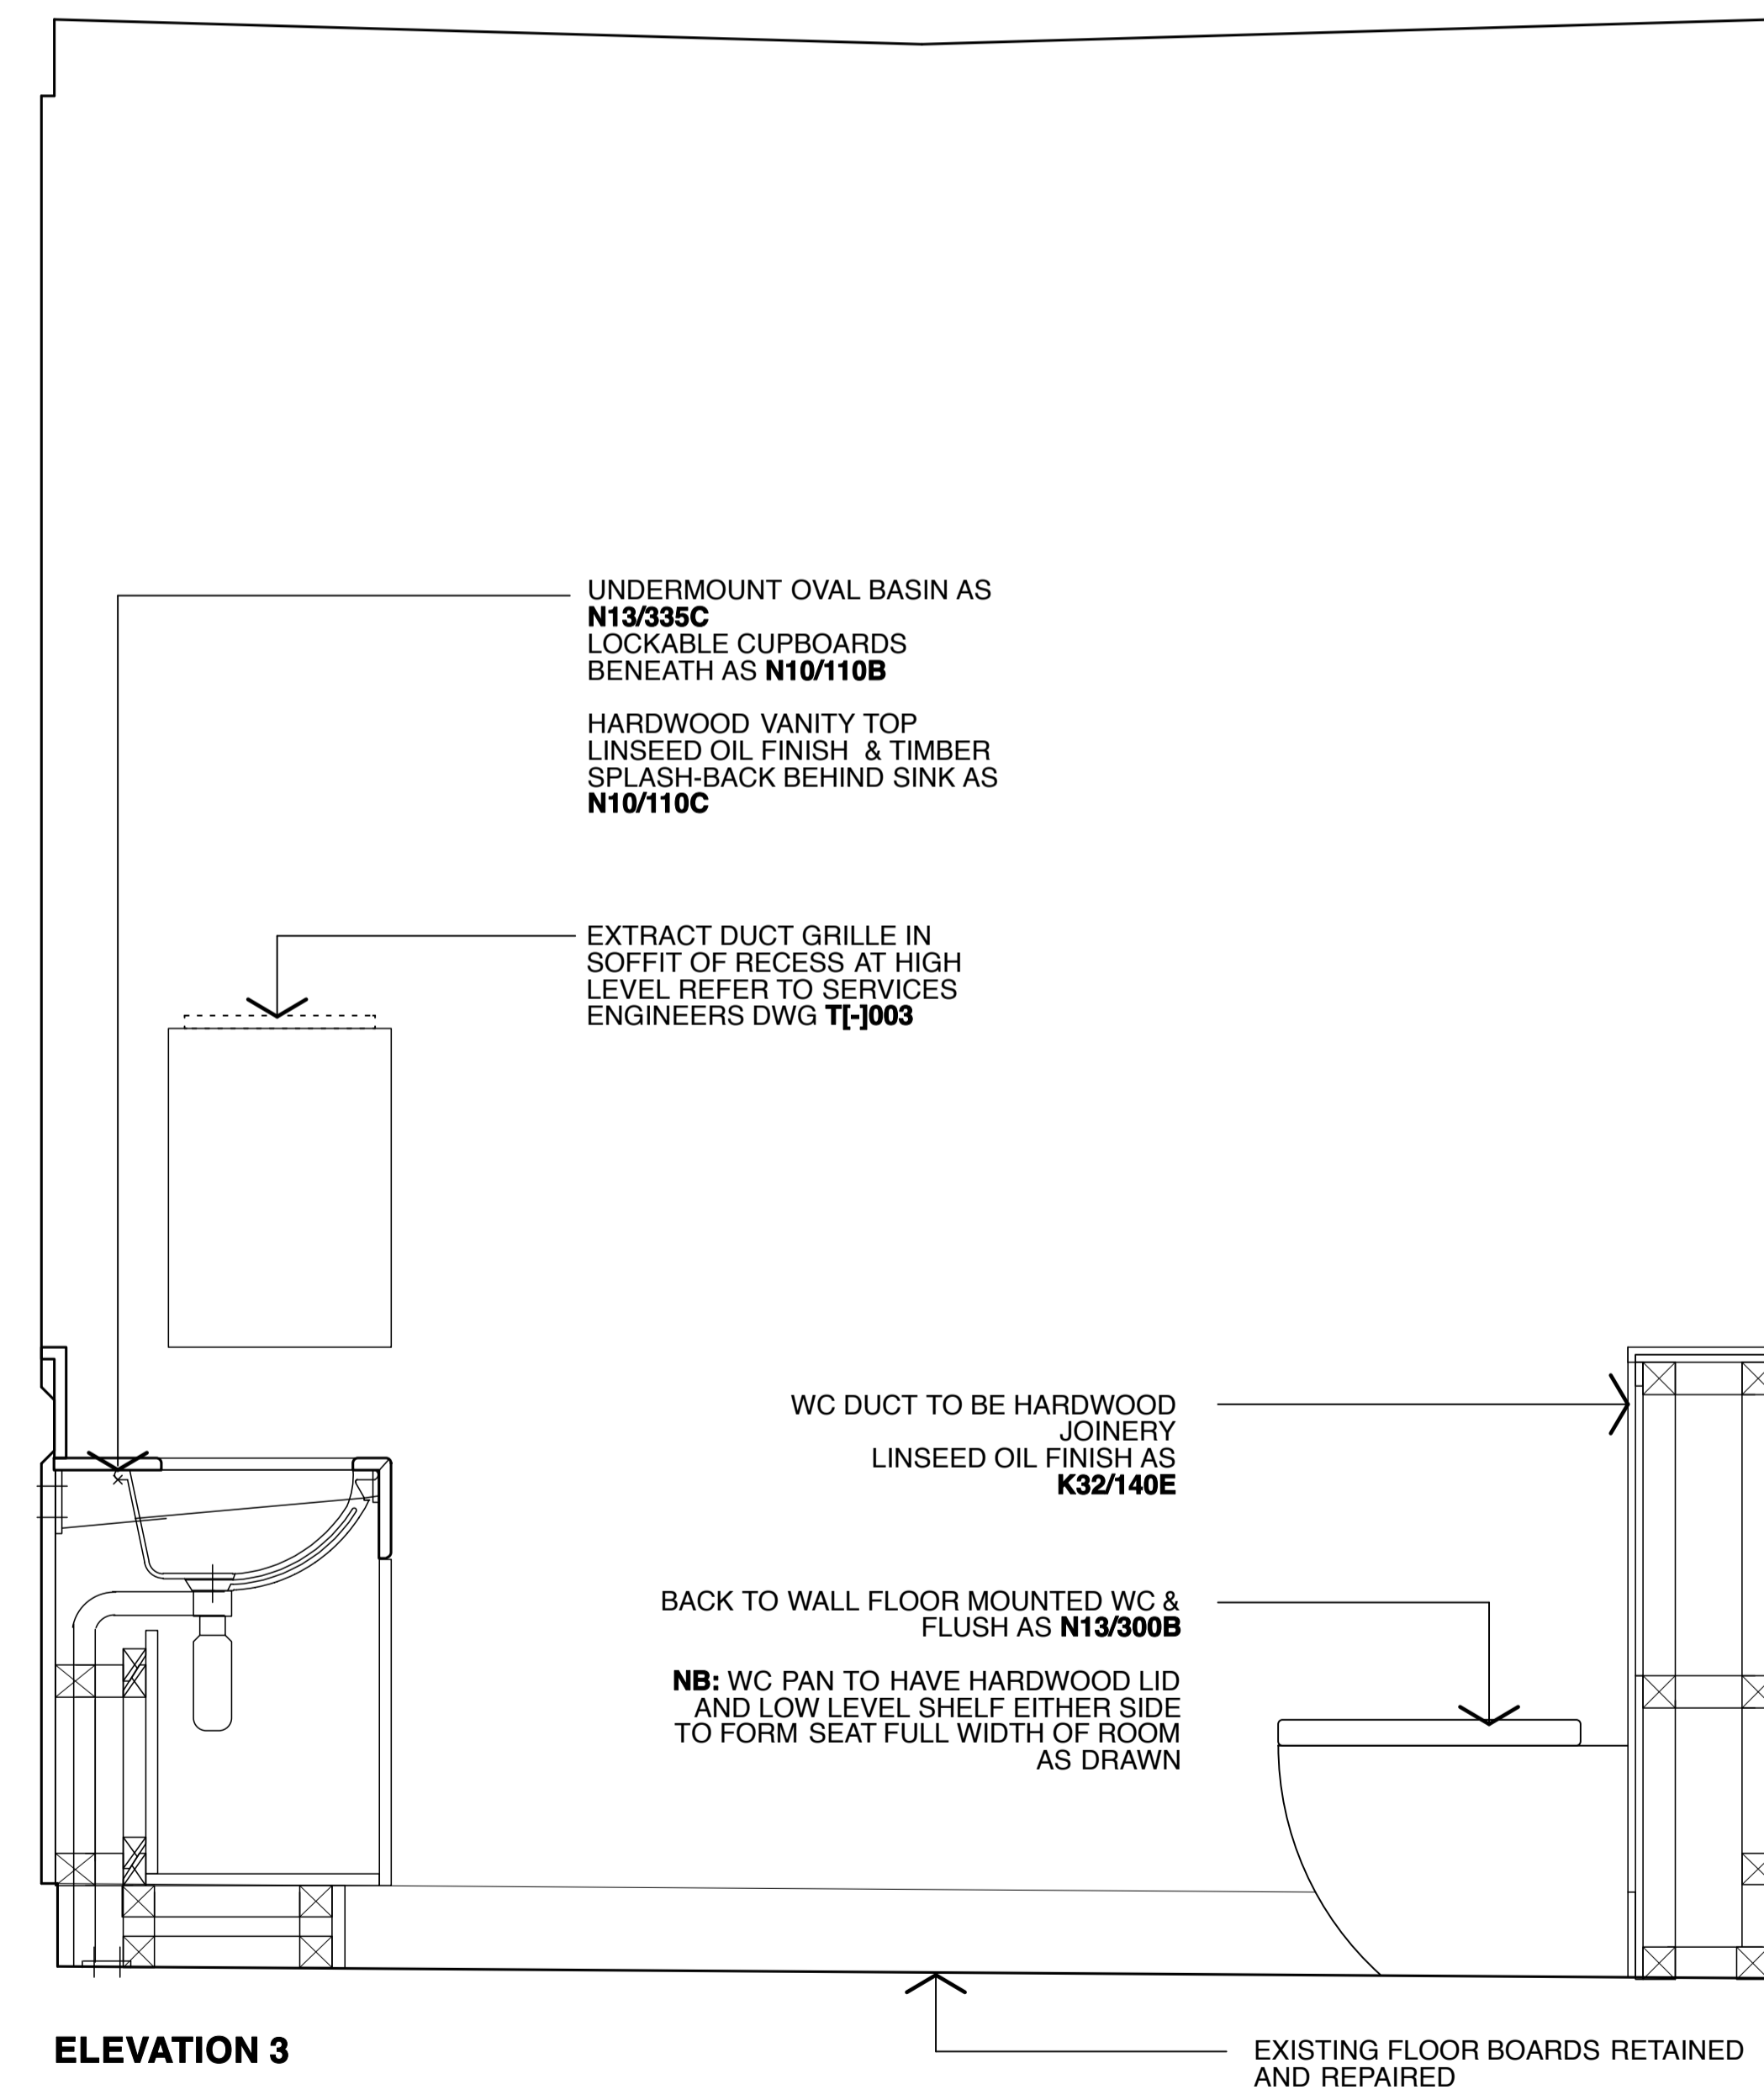 UNDERMOUNT OVAL BASIN AS
N13/335C
LOCKABLE CUPBOARDS
BENEATH AS N10/110B
HARDWOOD VANITY TOP
LINSEED OIL FINISH & TIMBER
SPLASH-BACK BEHIND SINK AS
N10/110C
EXTRACT DUCT GRILLE IN
SOFFIT OF RECESS AT HIGH
LEVEL REFER TO SERVICES
ENGINEERS DWG T[-]003
WC DUCT TO BE HARDWOOD
JOINERY
LINSEED OIL FINISH AS
K32/140E
BACK TO WALL FLOOR MOUNTED WC &
FLUSH AS N13/300B
NB: WC PAN TO HAVE HARDWOOD LID
AND LOW LEVEL SHELF EITHER SIDE
TO FORM SEAT FULL WIDTH OF ROOM
AS DRAWN
ELEVATION 3
EXISTING FLOOR BOARDS RETAINED
AND REPAIRED